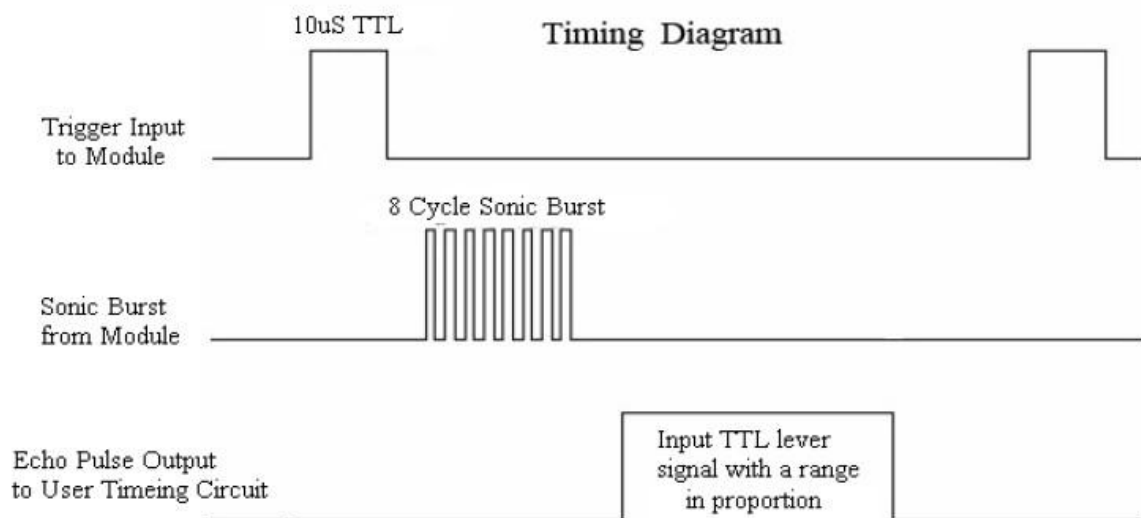 10uS TTL
Timing Diagram
Trigger Input
to Module
8 Cycle Sonic Burst
Sonic Burst
from Module
Echo Pulse Output
to User Timeing Circuit
Input TTL lever
signal with a range
in proportion